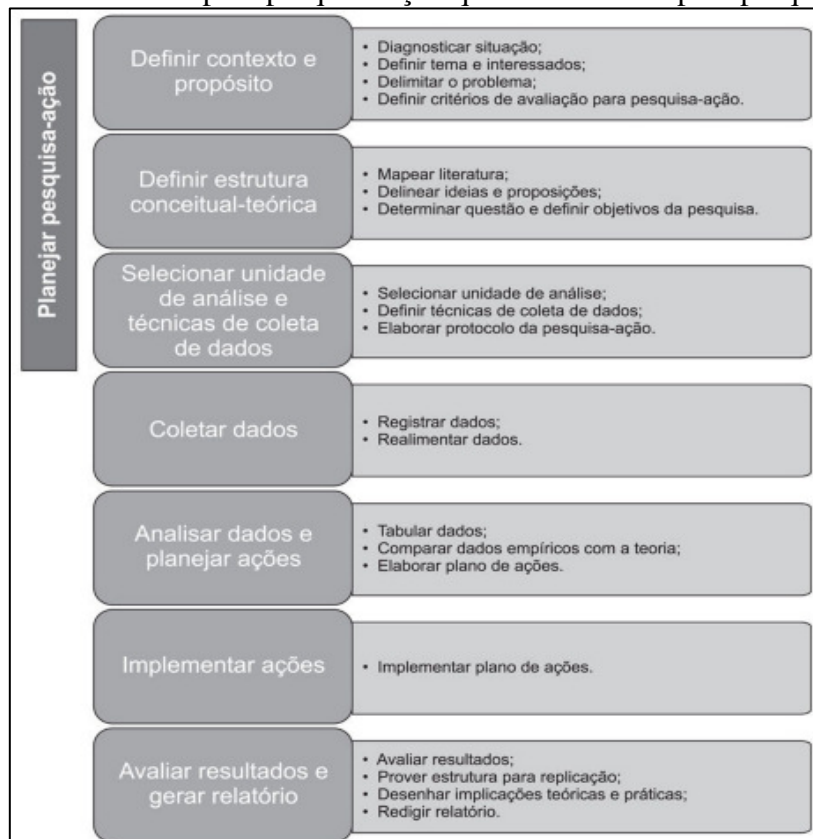 Planejar pesquisa-ação
Definir contexto e
propósito
• Diagnosticar situação;
• Definir tema e interessados;
• Delimitar o problema;
• Definir critérios de avaliação para pesquisa-ação.
Definir estrutura
conceitual-teórica
• Mapear literatura;
• Delinear ideias e proposições;
• Determinar questão e definir objetivos da pesquisa.
Selecionar unidade
de análise e
técnicas de coleta
de dados
• Selecionar unidade de análise;
• Definir técnicas de coleta de dados;
• Elaborar protocolo da pesquisa-ação.
Coletar dados
• Registrar dados;
• Realimentar dados.
Analisar dados e
planejar ações
• Tabular dados;
• Comparar dados empíricos com a teoria;
• Elaborar plano de ações.
Implementar ações
• Implementar plano de ações.
Avaliar resultados e
gerar relatório
• Avaliar resultados;
• Prover estrutura para replicação;
• Desenhar implicações teóricas e práticas;
• Redigir relatório.